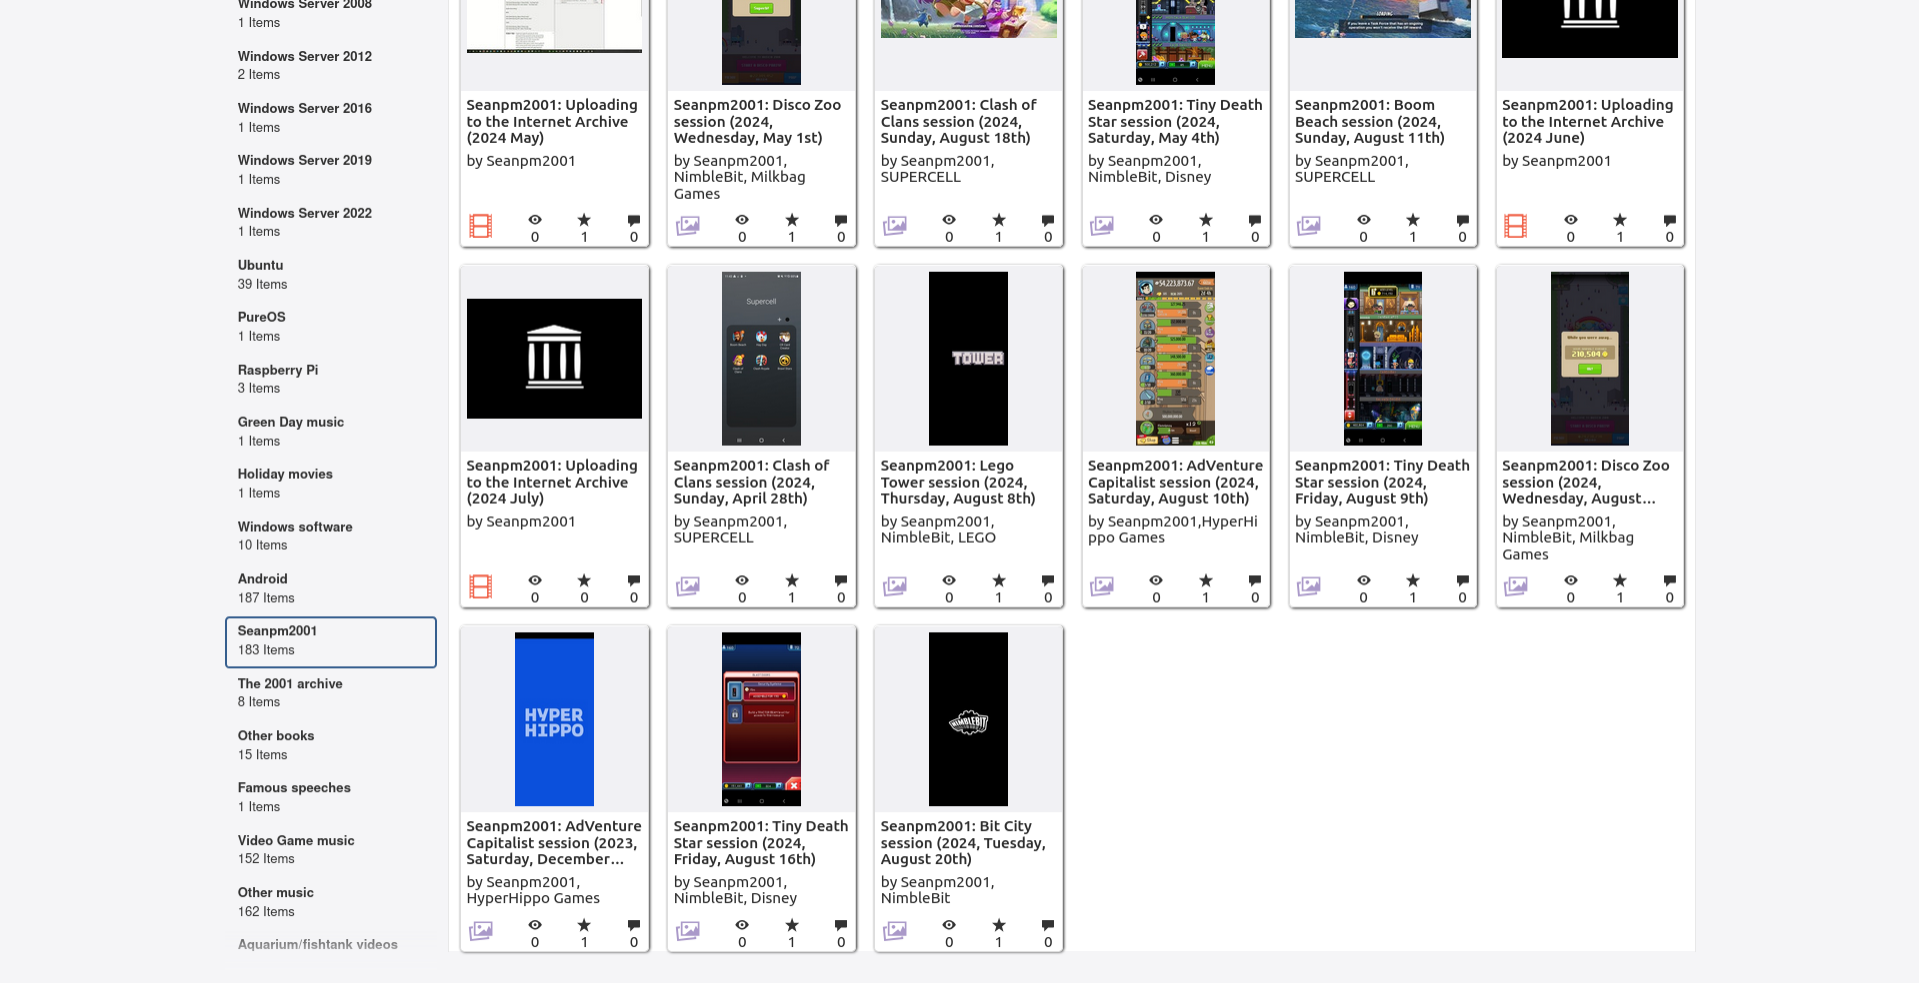 Windows Server 2008
1 Items
Windows Server 2012
2 Items
Windows Server 2016
1 Items
Windows Server 2019
1 Items
Windows Server 2022
1 Items
Ubuntu
39 Items
PureOS
1 Items
Raspberry Pi
3 Items
Green Day music
1 Items
Holiday movies
1 Items
Windows software
10 Items
Android
187 Items
Seanpm2001
183 Items
The 2001 archive
8 Items
Other books
15 Items
Famous speeches
1 Items
Video Game music
152 Items
Other music
162 Items
Aquarium/fishtank videos
Seanpm2001: Uploading
to the Internet Archive
(2024 May)
by Seanpm2001
0 1 0
Seanpm2001: Disco Zoo
session (2024,
Wednesday, May 1st)
by Seanpm2001,
NimbleBit, Milkbag
Games
0 1 0
Seanpm2001: Clash of
Clans session (2024,
Sunday, August 18th)
by Seanpm2001,
SUPERCELL
0 1 0
Seanpm2001: Tiny Death
Star session (2024,
Saturday, May 4th)
by Seanpm2001,
NimbleBit, Disney
0 1 0
Seanpm2001: Boom
Beach session (2024,
Sunday, August 11th)
by Seanpm2001,
SUPERCELL
0 1 0
Seanpm2001: Uploading
to the Internet Archive
(2024 June)
by Seanpm2001
0 1 0
Seanpm2001: Uploading
to the Internet Archive
(2024 July)
by Seanpm2001
0 0 0
Supercell
Seanpm2001: Clash of
Clans session (2024,
Sunday, April 28th)
by Seanpm2001,
SUPERCELL
0 1 0
TOWER
Seanpm2001: Lego
Tower session (2024,
Thursday, August 8th)
by Seanpm2001,
NimbleBit, LEGO
0 1 0
54,223,873.67
Seanpm2001: AdVenture
Capitalist session (2024,
Saturday, August 10th)
by Seanpm2001,HyperHi
ppo Games
0 1 0
Seanpm2001: Tiny Death
Star session (2024,
Friday, August 9th)
by Seanpm2001,
NimbleBit, Disney
0 1 0
While you were away...
210,504
Seanpm2001: Disco Zoo
session (2024,
Wednesday, August...
by Seanpm2001,
NimbleBit, Milkbag
Games
0 1 0
HYPER
HIPPO
Seanpm2001: AdVenture
Capitalist session (2023,
Saturday, December...
by Seanpm2001,
HyperHippo Games
0 1 0
Seanpm2001: Tiny Death
Star session (2024,
Friday, August 16th)
by Seanpm2001,
NimbleBit, Disney
0 1 0
NIMBLEBIT
Seanpm2001: Bit City
session (2024, Tuesday,
August 20th)
by Seanpm2001,
NimbleBit
0 1 0